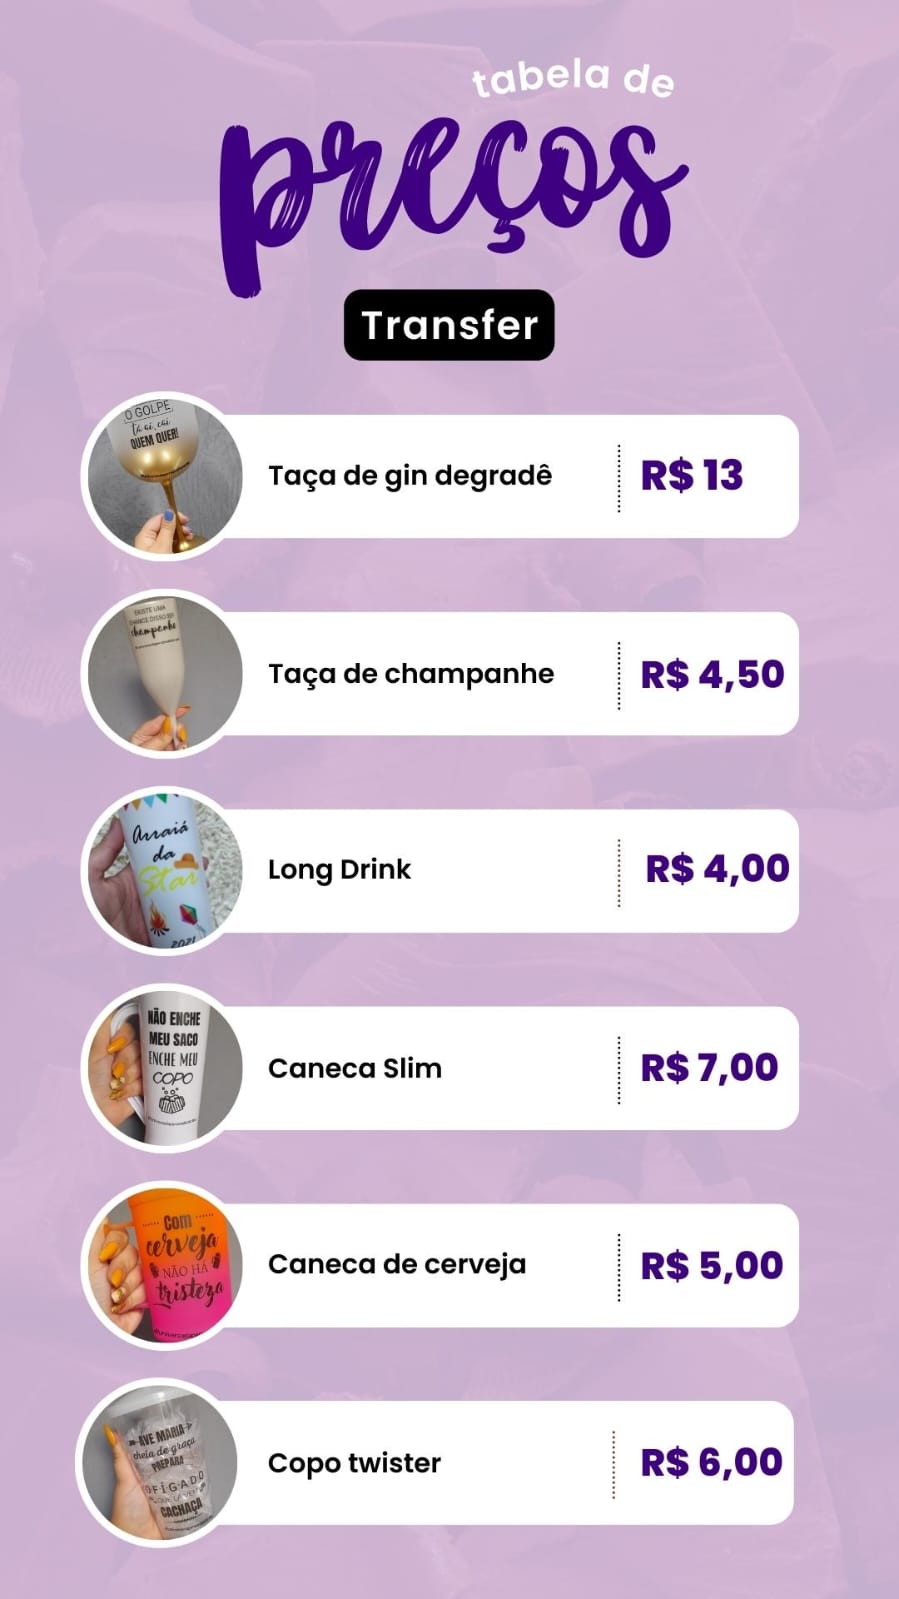 tabela de
preços
Transfer
O GOLPE
tá aí, cai
QUEM QUER!
Taça de gin degradê
R$ 13
EXISTE UMA
CHANCE DISSO SER
champanhe
Taça de champanhe
R$ 4,50
Arraiá
da
Star
2021
Long Drink
R$ 4,00
NÃO ENCHE
MEU SACO
ENCHE MEU
COPO
Caneca Slim
R$ 7,00
Com
cerveja
NÃO HÁ
tristeza
Caneca de cerveja
R$ 5,00
AVE MARIA
cheia de graça
PREPARA
O FÍGADO
QUE LÁ VEM
CACHAÇA
Copo twister
R$ 6,00